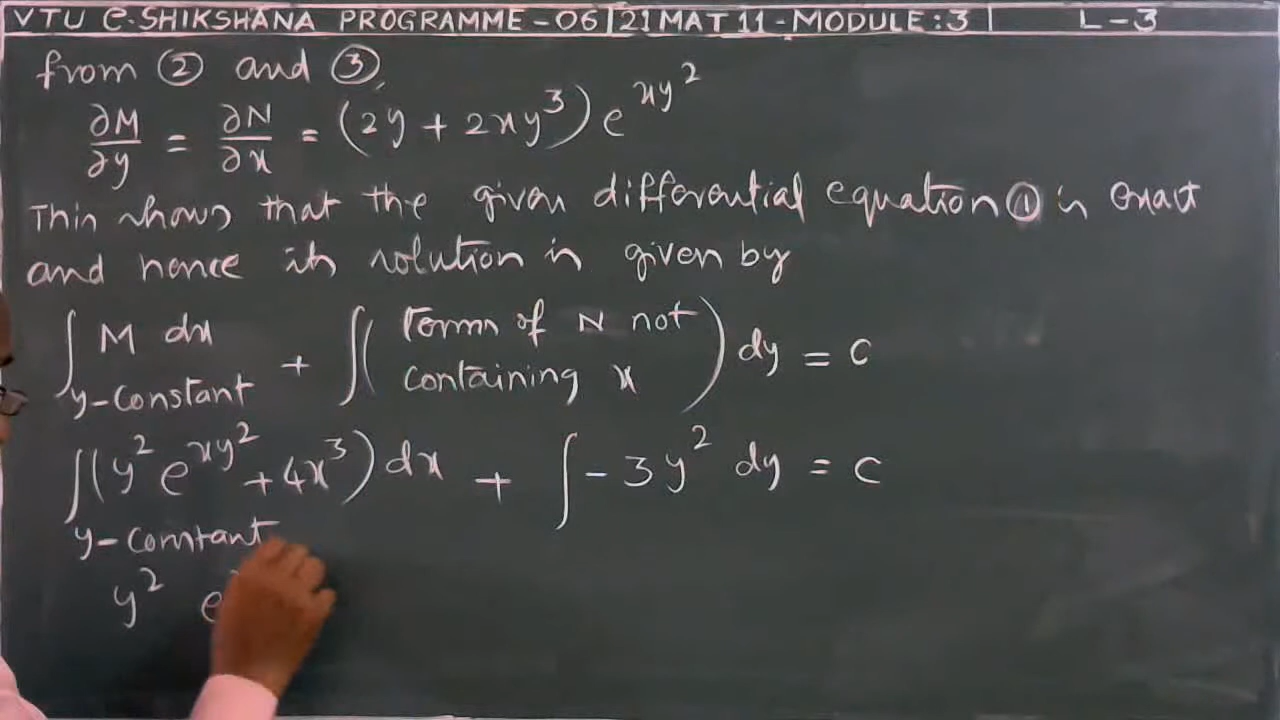 VTU e-SHIKSHANA PROGRAMME - 06 | 21MAT11 - MODULE : 3 | L - 3
from ② and ③,
∂M/∂y = ∂N/∂x = (2y + 2xy³) e^{xy²}
This shows that the given differential equation ① is exact
and hence its solution is given by
∫ M dx + ∫( terms of N not containing x ) dy = c
y-constant
∫(y² e^{xy²} + 4x³) dx + ∫ -3y² dy = c
y-constant
y² e